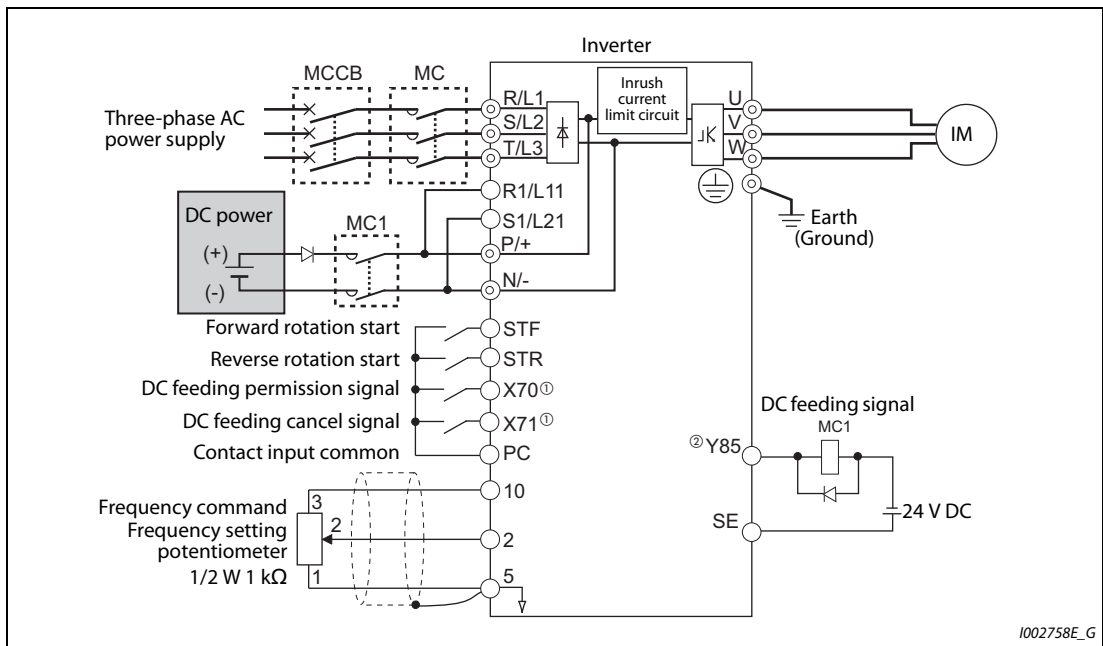 Inverter
MCCB
MC
Inrush
current
limit circuit
R/L1
S/L2
T/L3
U
V
W
IM
Three-phase AC
power supply
R1/L11
S1/L21
P/+
N/-
DC power
(+)
(-)
MC1
Earth
(Ground)
Forward rotation start
STF
Reverse rotation start
STR
DC feeding permission signal
X70①
DC feeding cancel signal
X71①
Contact input common
PC
DC feeding signal
MC1
②Y85
SE
24 V DC
Frequency command
Frequency setting
potentiometer
1/2 W 1 kΩ
3
2
1
10
2
5
I002758E_G